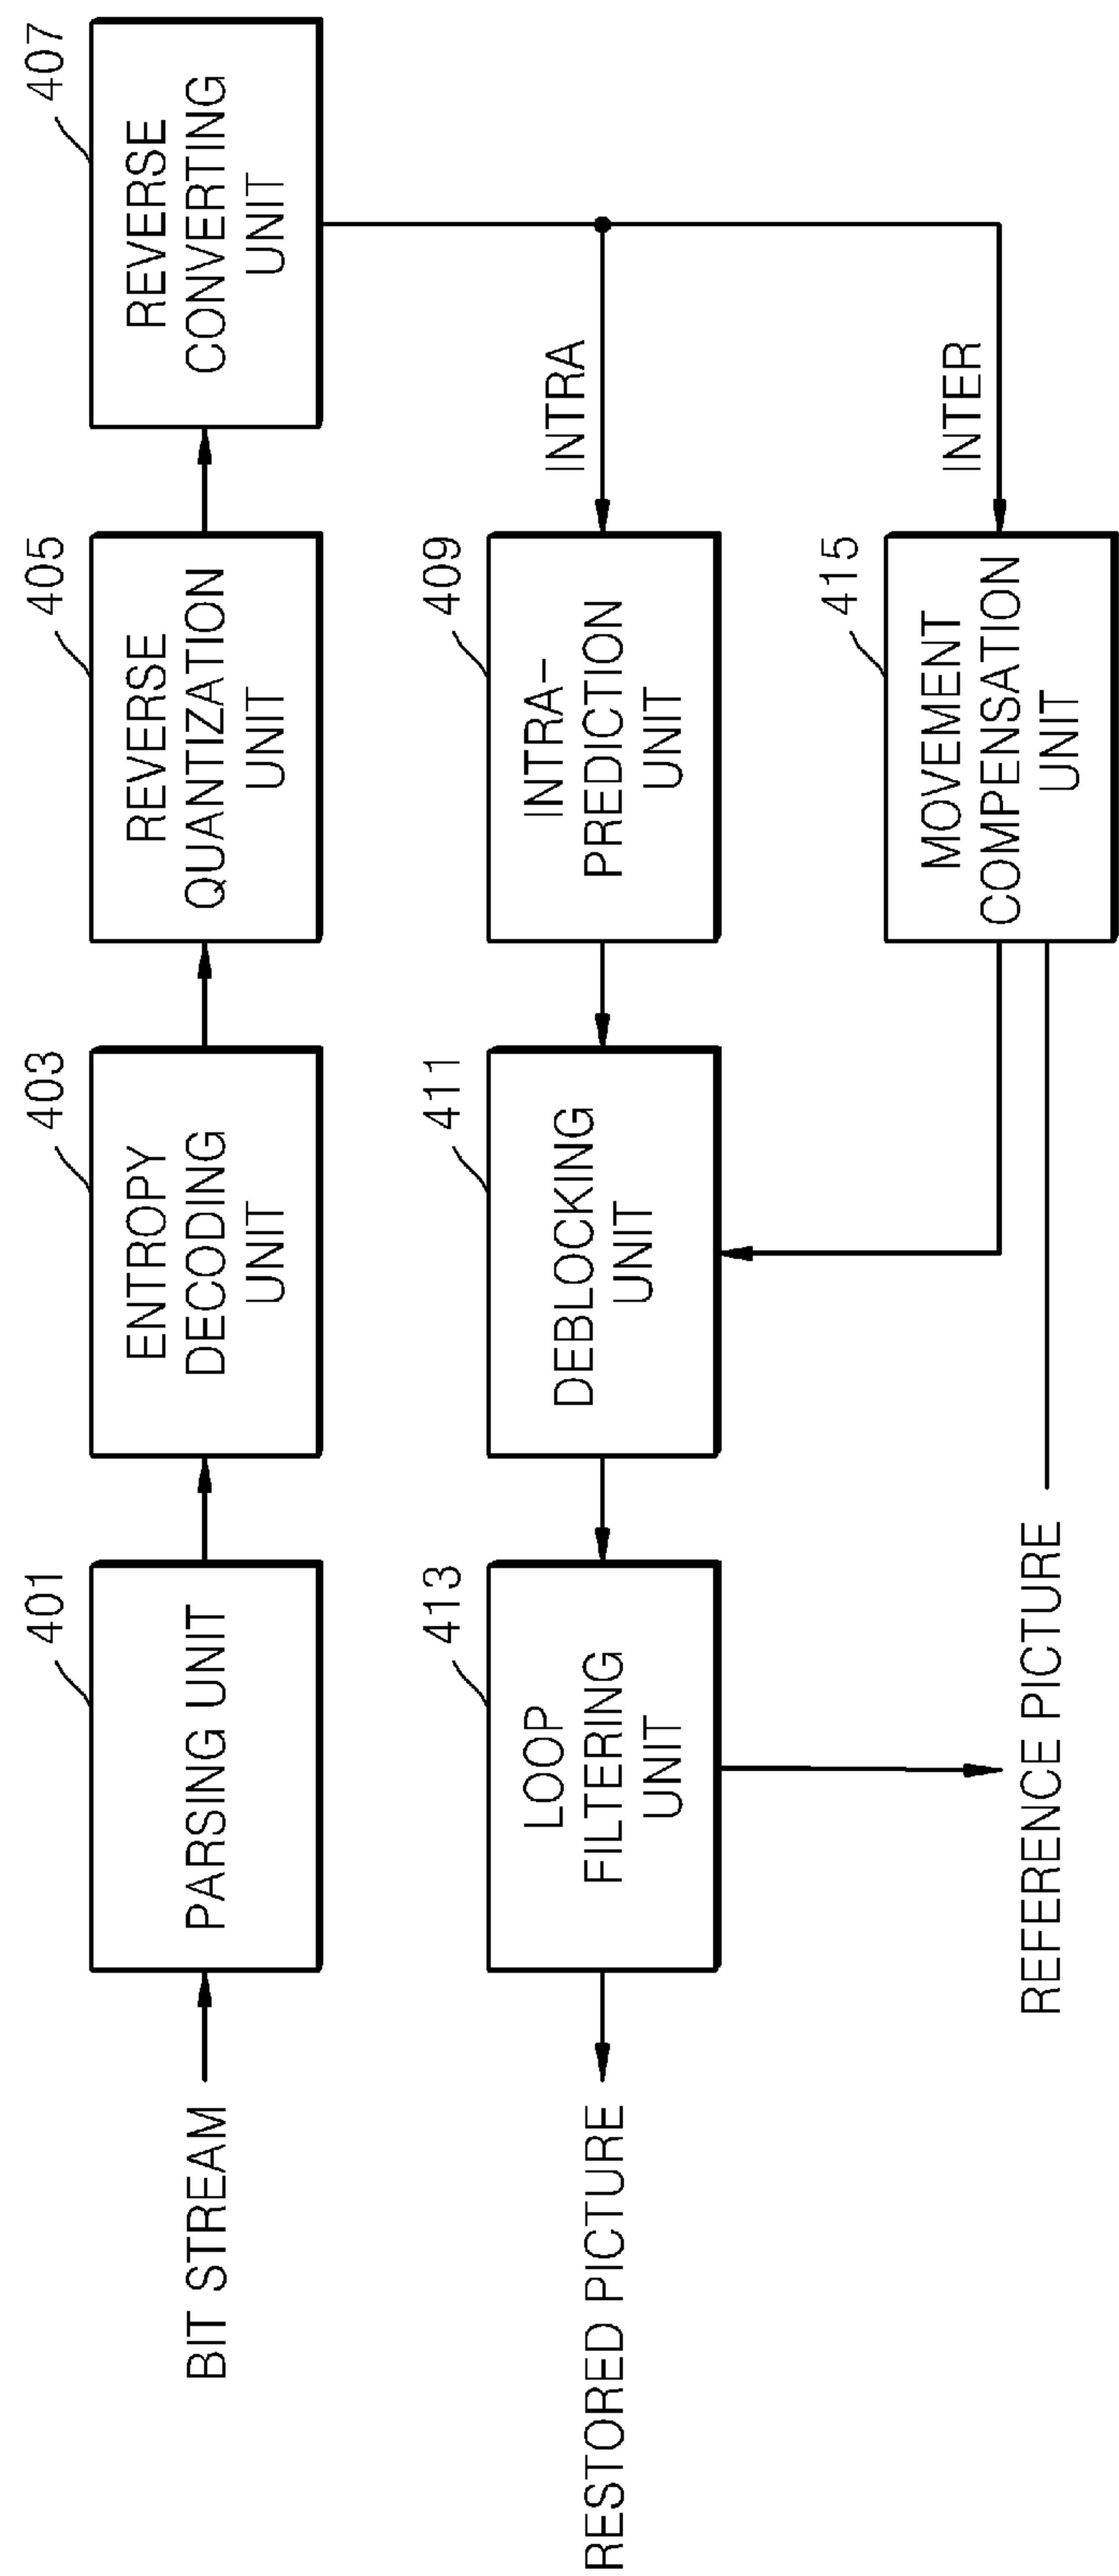 401
403
405
407
BIT STREAM
PARSING UNIT
ENTROPY
DECODING
UNIT
REVERSE
QUANTIZATION
UNIT
REVERSE
CONVERTING
UNIT
413
411
409
RESTORED PICTURE
LOOP
FILTERING
UNIT
DEBLOCKING
UNIT
INTRA-
PREDICTION
UNIT
INTRA
415
REFERENCE PICTURE
MOVEMENT
COMPENSATION
UNIT
INTER